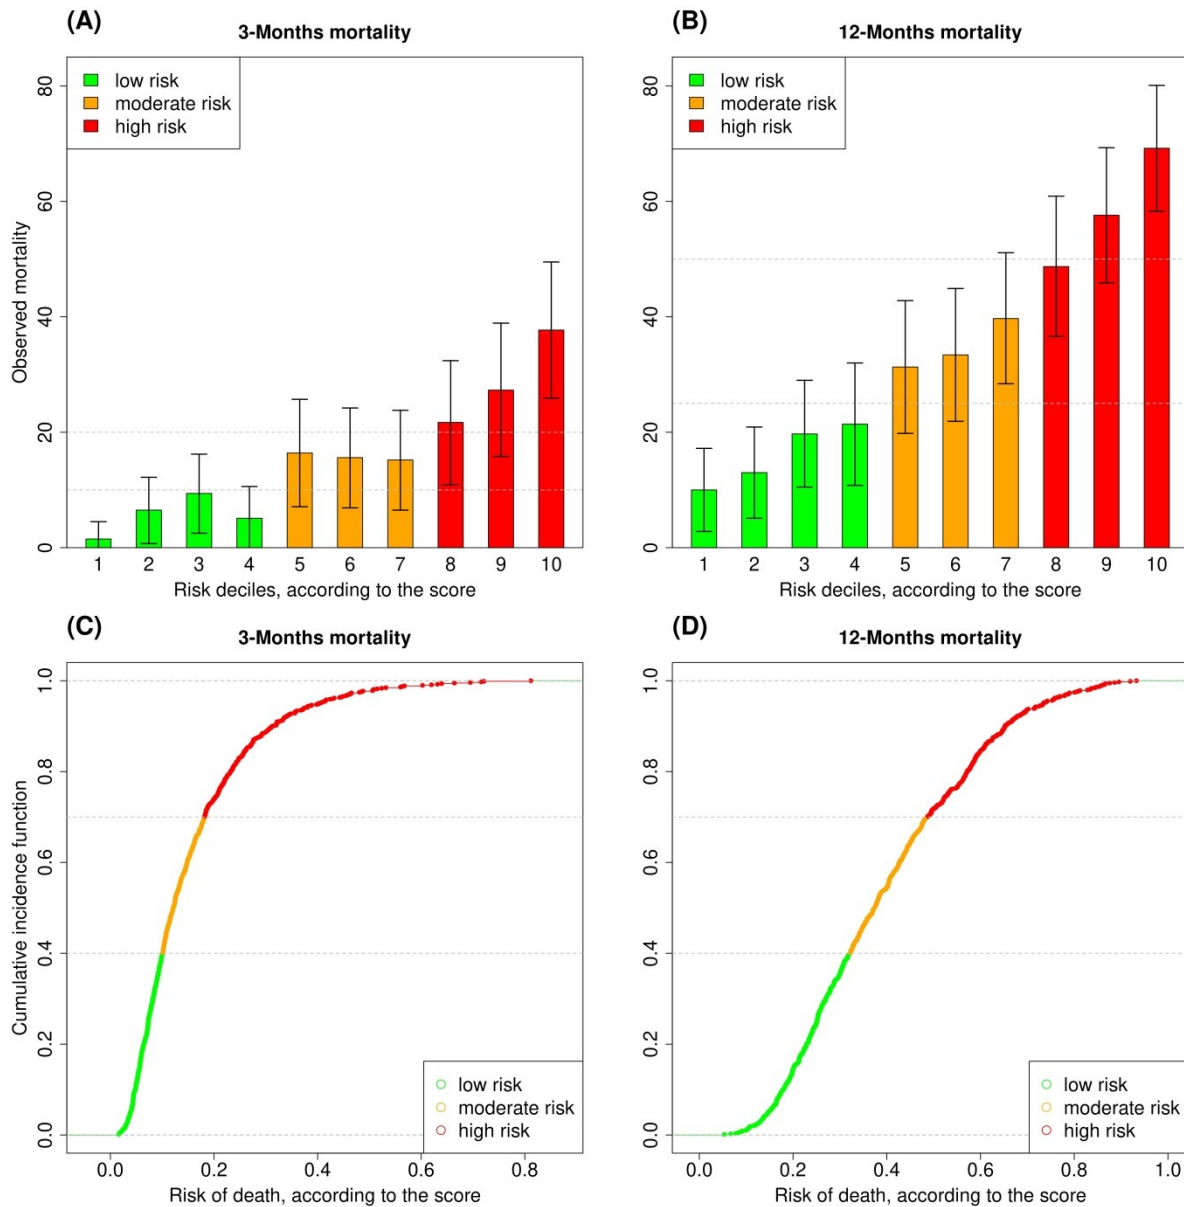 (A)
3-Months mortality
low risk
moderate risk
high risk
Observed mortality
0 20 40 60 80
1 2 3 4 5 6 7 8 9 10
Risk deciles, according to the score
(B)
12-Months mortality
low risk
moderate risk
high risk
0 20 40 60 80
1 2 3 4 5 6 7 8 9 10
Risk deciles, according to the score
(C)
3-Months mortality
Cumulative incidence function
0.0 0.2 0.4 0.6 0.8 1.0
low risk
moderate risk
high risk
0.0 0.2 0.4 0.6 0.8
Risk of death, according to the score
(D)
12-Months mortality
0.0 0.2 0.4 0.6 0.8 1.0
low risk
moderate risk
high risk
0.0 0.2 0.4 0.6 0.8 1.0
Risk of death, according to the score